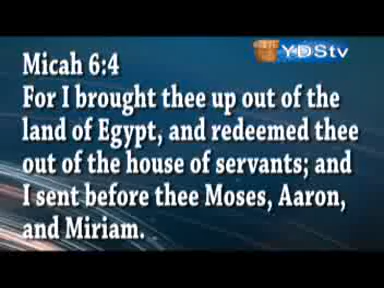 YDStv
Micah 6:4
For I brought thee up out of the
land of Egypt, and redeemed thee
out of the house of servants; and
I sent before thee Moses, Aaron,
and Miriam.